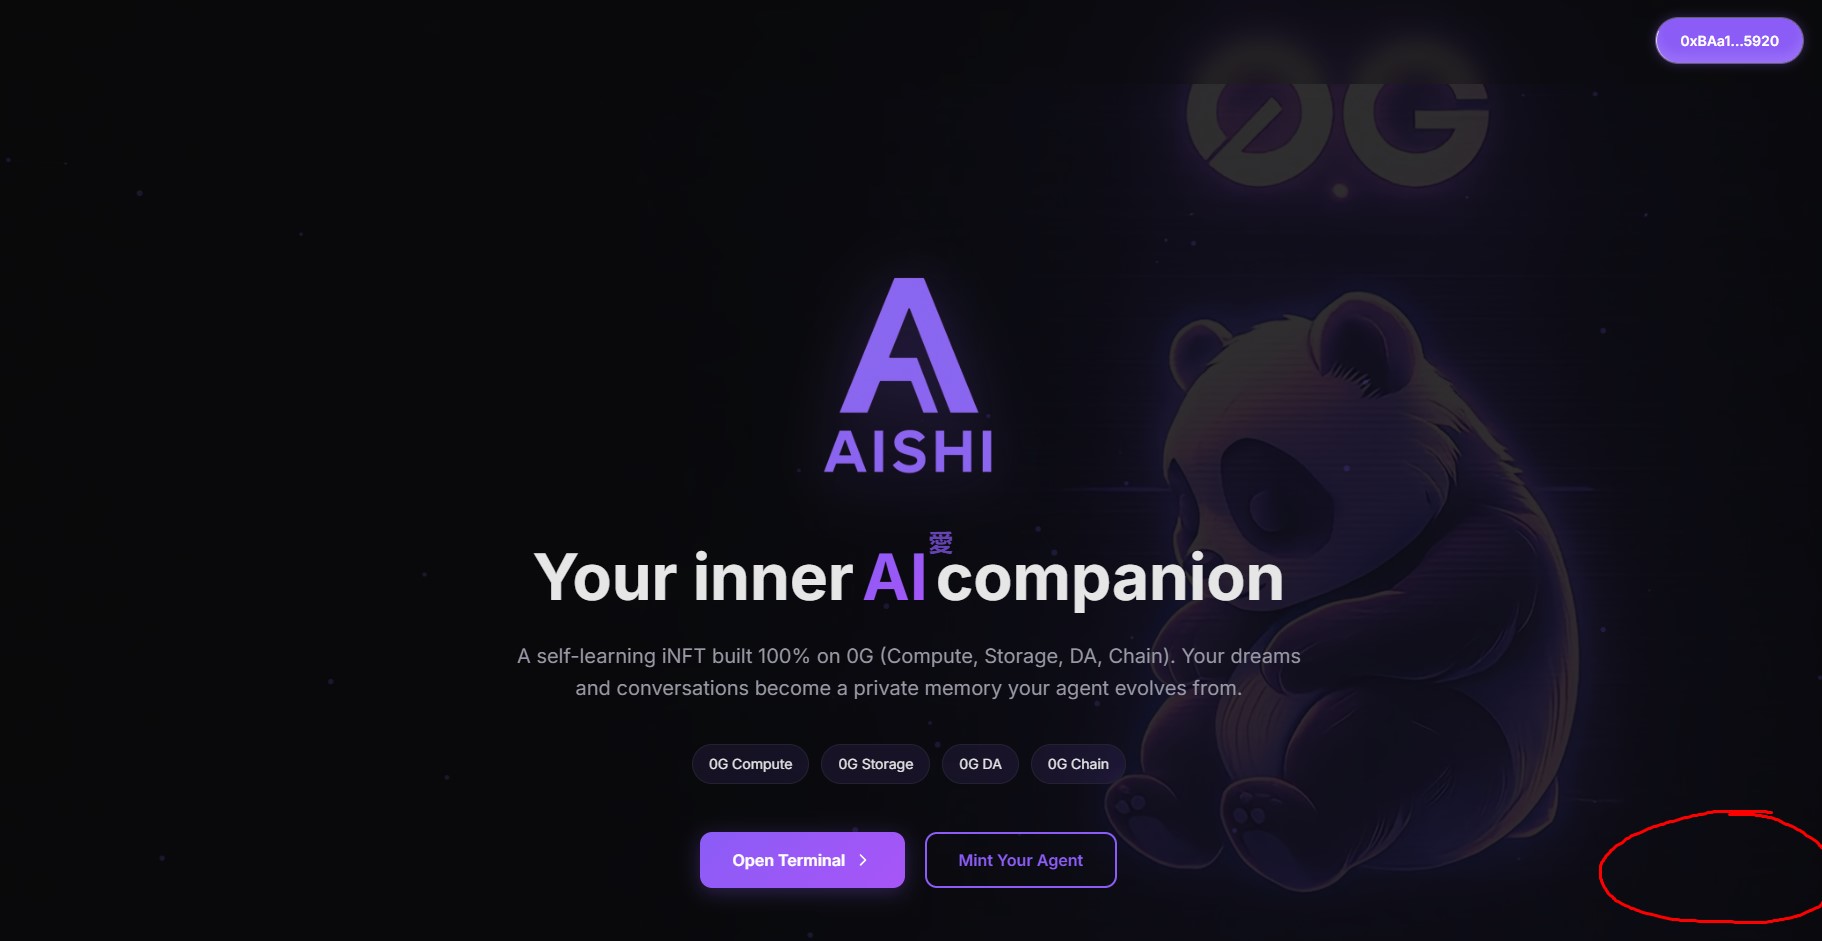 0xBAa1...5920
0G
A
AISHI
愛
Your inner AI companion
A self-learning iNFT built 100% on 0G (Compute, Storage, DA, Chain). Your dreams
and conversations become a private memory your agent evolves from.
0G Compute
0G Storage
0G DA
0G Chain
Open Terminal
Mint Your Agent